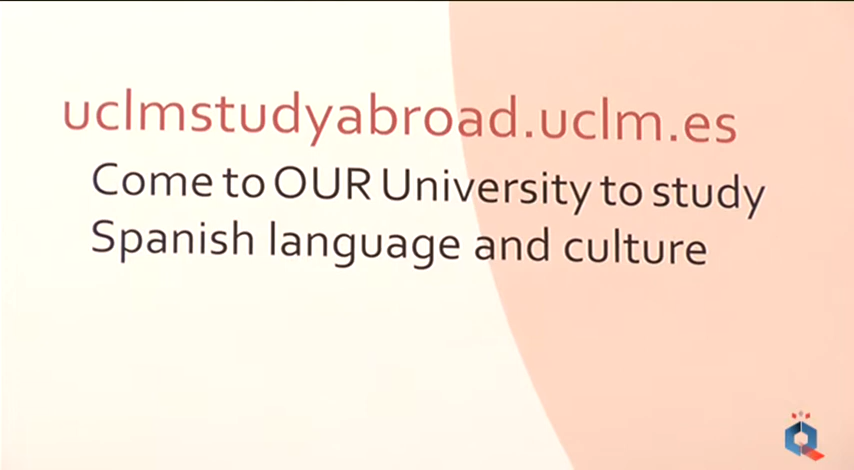 uclmstudyabroad.uclm.es
Come to OUR University to study
Spanish language and culture